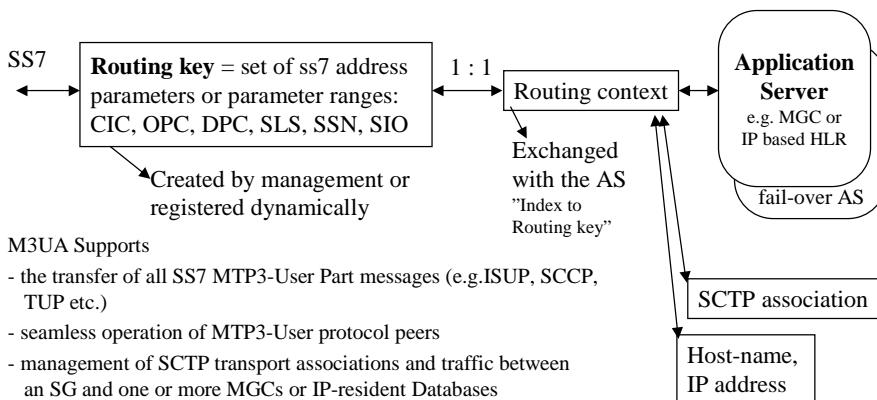 SS7
Routing key = set of ss7 address
parameters or parameter ranges:
CIC, OPC, DPC, SLS, SSN, SIO
1 : 1
Routing context
Application
Server
e.g. MGC or
IP based HLR
fail-over AS
Created by management or
registered dynamically
Exchanged
with the AS
”Index to
Routing key”
M3UA Supports
- the transfer of all SS7 MTP3-User Part messages (e.g.ISUP, SCCP,
TUP etc.)
- seamless operation of MTP3-User protocol peers
- management of SCTP transport associations and traffic between
an SG and one or more MGCs or IP-resident Databases
SCTP association
Host-name,
IP address